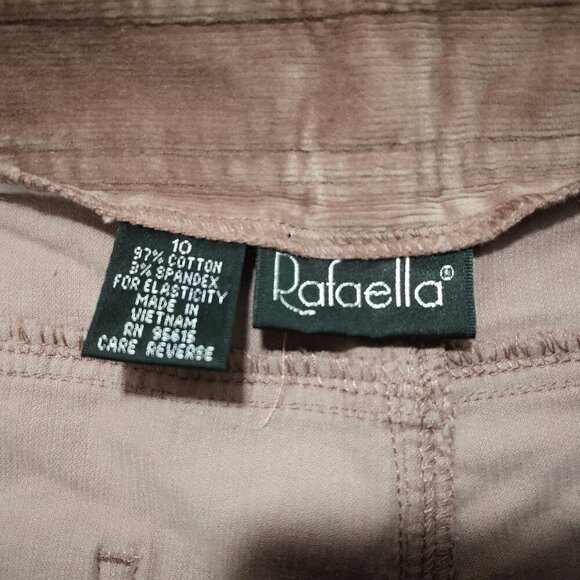 10
97% COTTON
3% SPANDEX
FOR ELASTICITY
MADE IN
VIETNAM
RN 95615
CARE REVERSE
Rafaella®